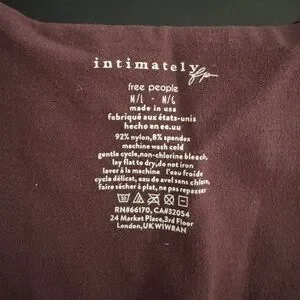 intimately fp
free people
M/L - M/G
made in usa
fabriqué aux états-unis
hecho en ee.uu
92% nylon,8% spandex
machine wash cold
gentle cycle,non-chlorine bleach,
lay flat to dry,do not iron
laver à la machine l'eau froide
cycle délicat, eau de avel sans chlore,
faire sécher à plat, ne pas repasser
RN#66170, CA#32054
24 Market Place,3rd Floor
London,UK W1W8AN